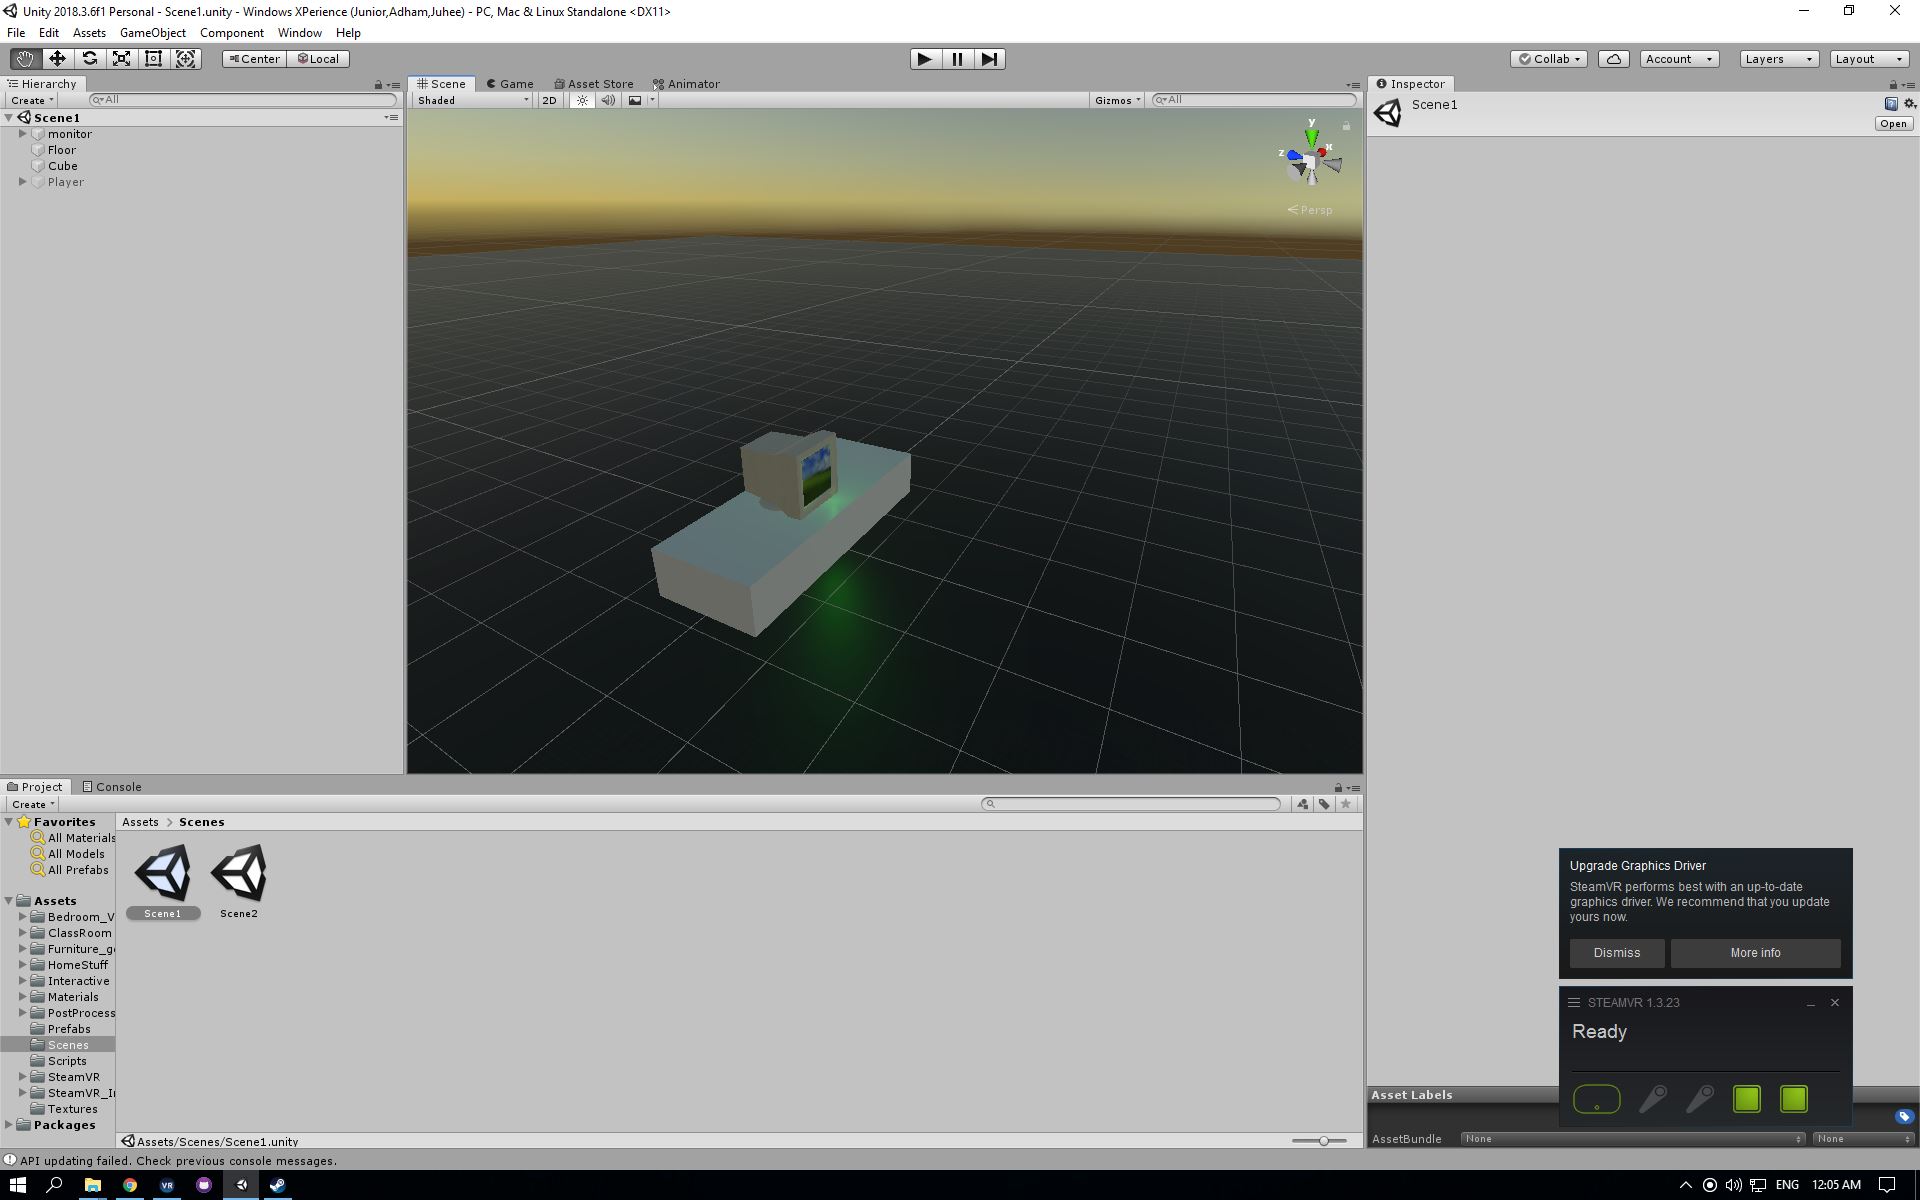 Unity 2018.3.6f1 Personal - Scene1.unity - Windows XPerience (Junior,Adham,Juhee) - PC, Mac & Linux Standalone <DX11>
File Edit Assets GameObject Component Window Help
Center Local Collab Account Layers Layout
Hierarchy
Create All
Scene1
monitor
Floor
Cube
Player
Scene Game Asset Store Animator
Shaded 2D Gizmos All
y
z x
Persp
Inspector
Scene1
Open
Project Console
Create
Favorites
All Materials
All Models
All Prefabs
Assets
Bedroom_V
ClassRoom
Furniture_g
HomeStuff
Interactive
Materials
PostProcess
Prefabs
Scenes
Scripts
SteamVR
SteamVR_I
Textures
Packages
Assets > Scenes
Scene1 Scene2
Assets/Scenes/Scene1.unity
Upgrade Graphics Driver
SteamVR performs best with an up-to-date
graphics driver. We recommend that you update
yours now.
Dismiss More info
STEAMVR 1.3.23
Ready
Asset Labels
AssetBundle None None
API updating failed. Check previous console messages.
VR
ENG 12:05 AM